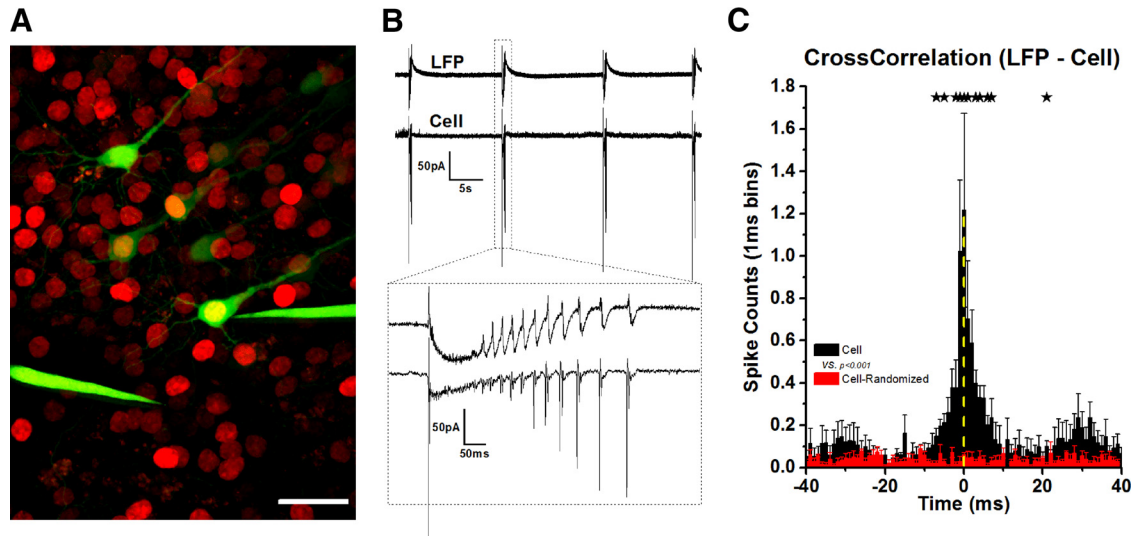 A
B
LFP
Cell
50pA
5s
50pA
50ms
C
CrossCorrelation (LFP - Cell)
Spike Counts (1ms bins)
1.8
1.6
1.4
1.2
1.0
0.8
0.6
0.4
0.2
0.0
★★★★★★★★★★ ★
Cell
VS. p<0.001
Cell-Randomized
-40 -20 0 20 40
Time (ms)